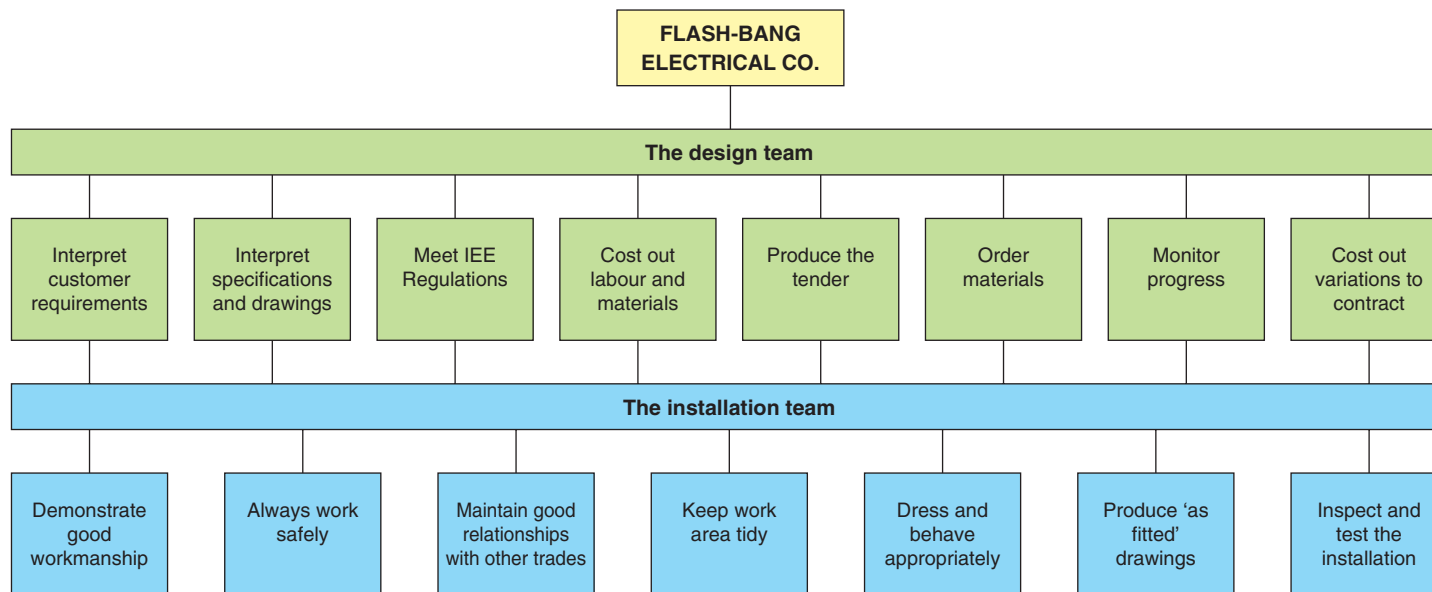 FLASH-BANG
ELECTRICAL CO.
The design team
Interpret
customer
requirements
Interpret
specifications
and drawings
Meet IEE
Regulations
Cost out
labour and
materials
Produce the
tender
Order
materials
Monitor
progress
Cost out
variations to
contract
The installation team
Demonstrate
good
workmanship
Always work
safely
Maintain good
relationships
with other trades
Keep work
area tidy
Dress and
behave
appropriately
Produce ‘as
fitted’
drawings
Inspect and
test the
installation